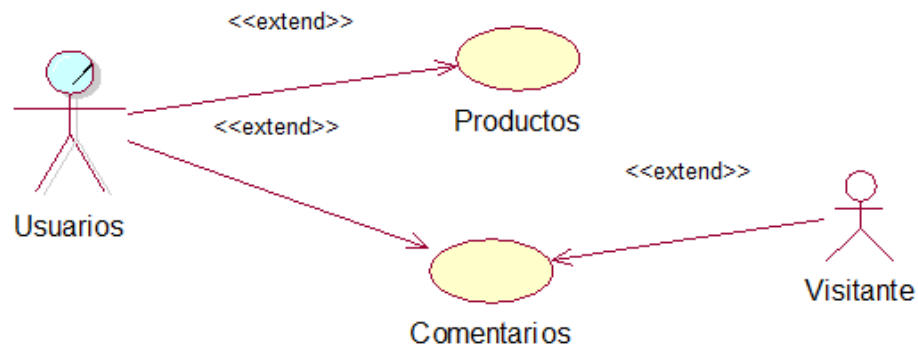 <<extend>>
Productos
<<extend>>
<<extend>>
Usuarios
Visitante
Comentarios